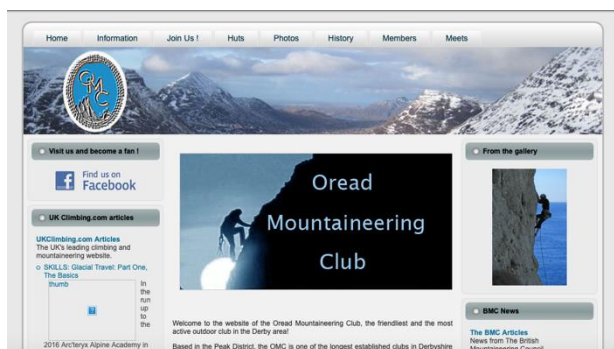 Home Information Join Us ! Huts Photos History Members Meets
OMC
Visit us and become a fan !
Find us on
Facebook
UK Climbing.com articles
UKClimbing.com Articles
The UK's leading climbing and
mountaineering website.
SKILLS: Glacial Travel: Part One,
The Basics
thumb
In
the
run
up
to
the
2016 Arc'teryx Alpine Academy in
Oread
Mountaineering
Club
Welcome to the website of the Oread Mountaineering Club, the friendliest and the most
active outdoor club in the Derby area!
Based in the Peak District, the OMC is one of the longest established clubs in Derbyshire
From the gallery
BMC News
The BMC Articles
News from The British
Mountaineering Council